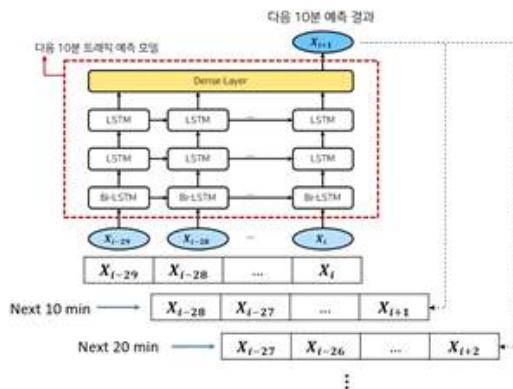 다음 10분 예측 결과
X_{i+1}
다음 10분 트래픽 예측 모델
Dense Layer
LSTM LSTM ... LSTM
LSTM LSTM ... LSTM
Bi-LSTM Bi-LSTM ... Bi-LSTM
X_{i-29} X_{i-28} ... X_i
X_{i-29} X_{i-28} ... X_i
Next 10 min X_{i-28} X_{i-27} ... X_{i+1}
Next 20 min X_{i-27} X_{i-26} ... X_{i+2}
⋮